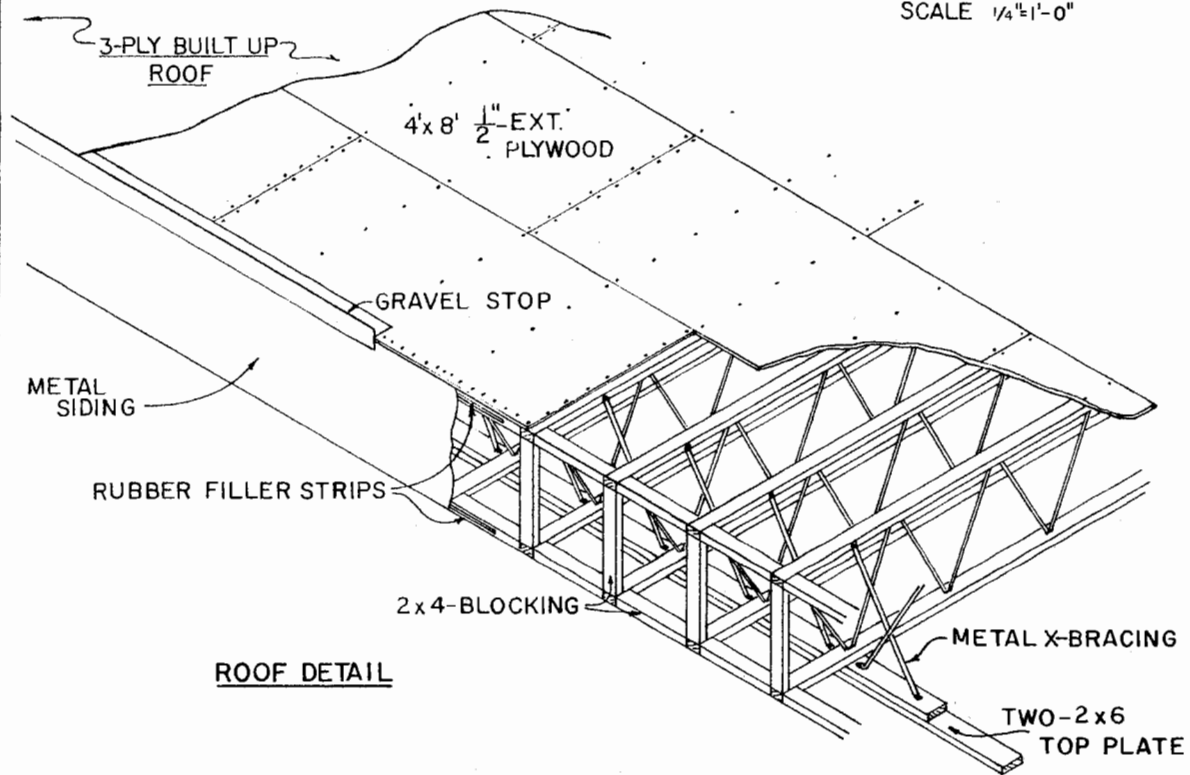 SCALE 1/4"=1'-0"
3-PLY BUILT UP
ROOF
4'x 8' 1/2"-EXT.
PLYWOOD
GRAVEL STOP
METAL
SIDING
RUBBER FILLER STRIPS
2x4-BLOCKING
METAL X-BRACING
ROOF DETAIL
TWO-2x6
TOP PLATE